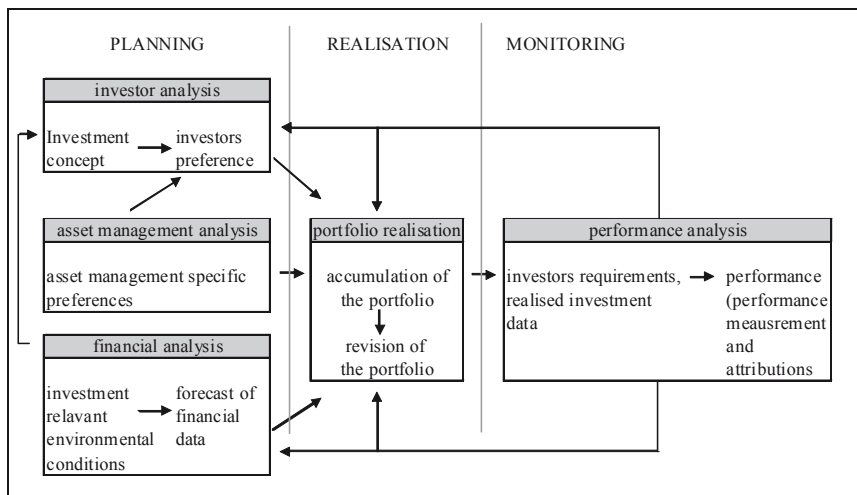 PLANNING
REALISATION
MONITORING
investor analysis
Investment
concept
investors
preference
asset management analysis
asset management specific
preferences
financial analysis
investment
relavant
environmental
conditions
forecast of
financial
data
portfolio realisation
accumulation of
the portfolio
revision of
the portfolio
performance analysis
investors requirements,
realised investment
data
performance
(performance
meausrement
and
attributions